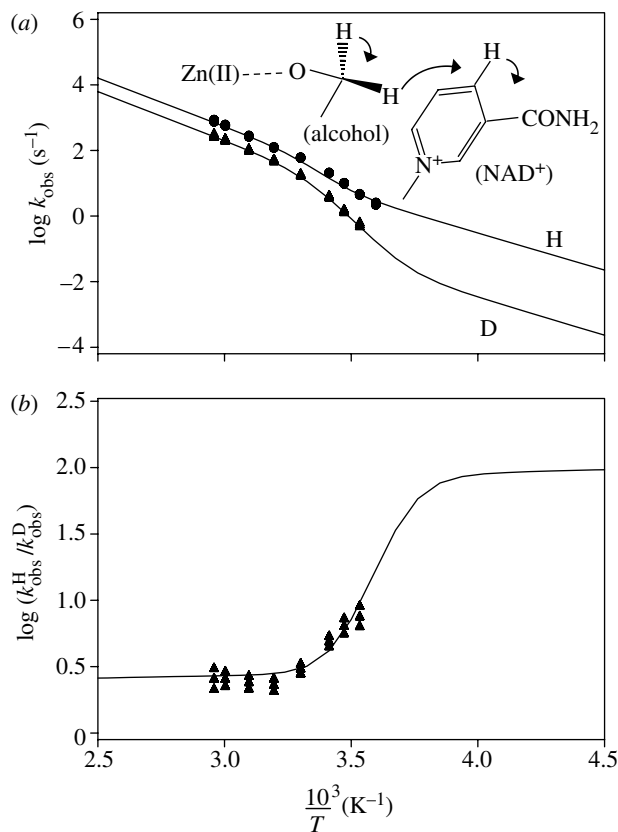 (a)
6
4
2
0
−2
−4
log k_obs (s⁻¹)
H
Zn(II)
O
H
(alcohol)
H
CONH₂
N⁺
(NAD⁺)
H
D
(b)
2.5
2.0
1.5
1.0
0.5
0
log (k^H_obs /k^D_obs)
2.5 3.0 3.5 4.0 4.5
10³/T (K⁻¹)